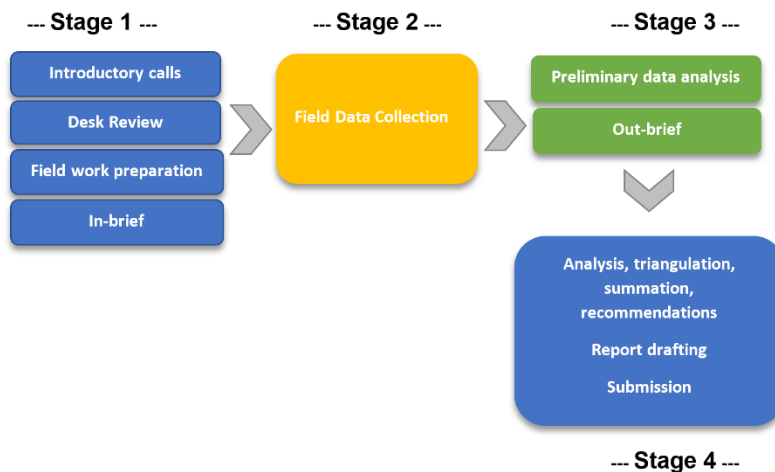 --- Stage 1 ---
--- Stage 2 ---
--- Stage 3 ---
Introductory calls
Desk Review
Field work preparation
In-brief
Field Data Collection
Preliminary data analysis
Out-brief
Analysis, triangulation,
summation,
recommendations
Report drafting
Submission
--- Stage 4 ---